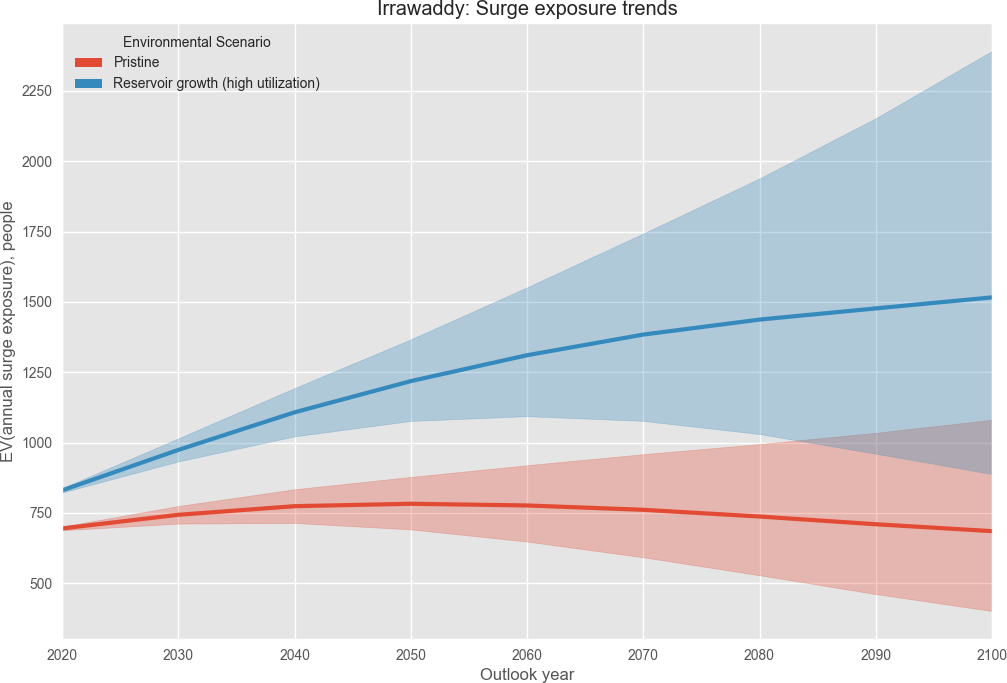 Irrawaddy: Surge exposure trends
Environmental Scenario
Pristine
Reservoir growth (high utilization)
EV(annual surge exposure), people
2250
2000
1750
1500
1250
1000
750
500
2020 2030 2040 2050 2060 2070 2080 2090 2100
Outlook year